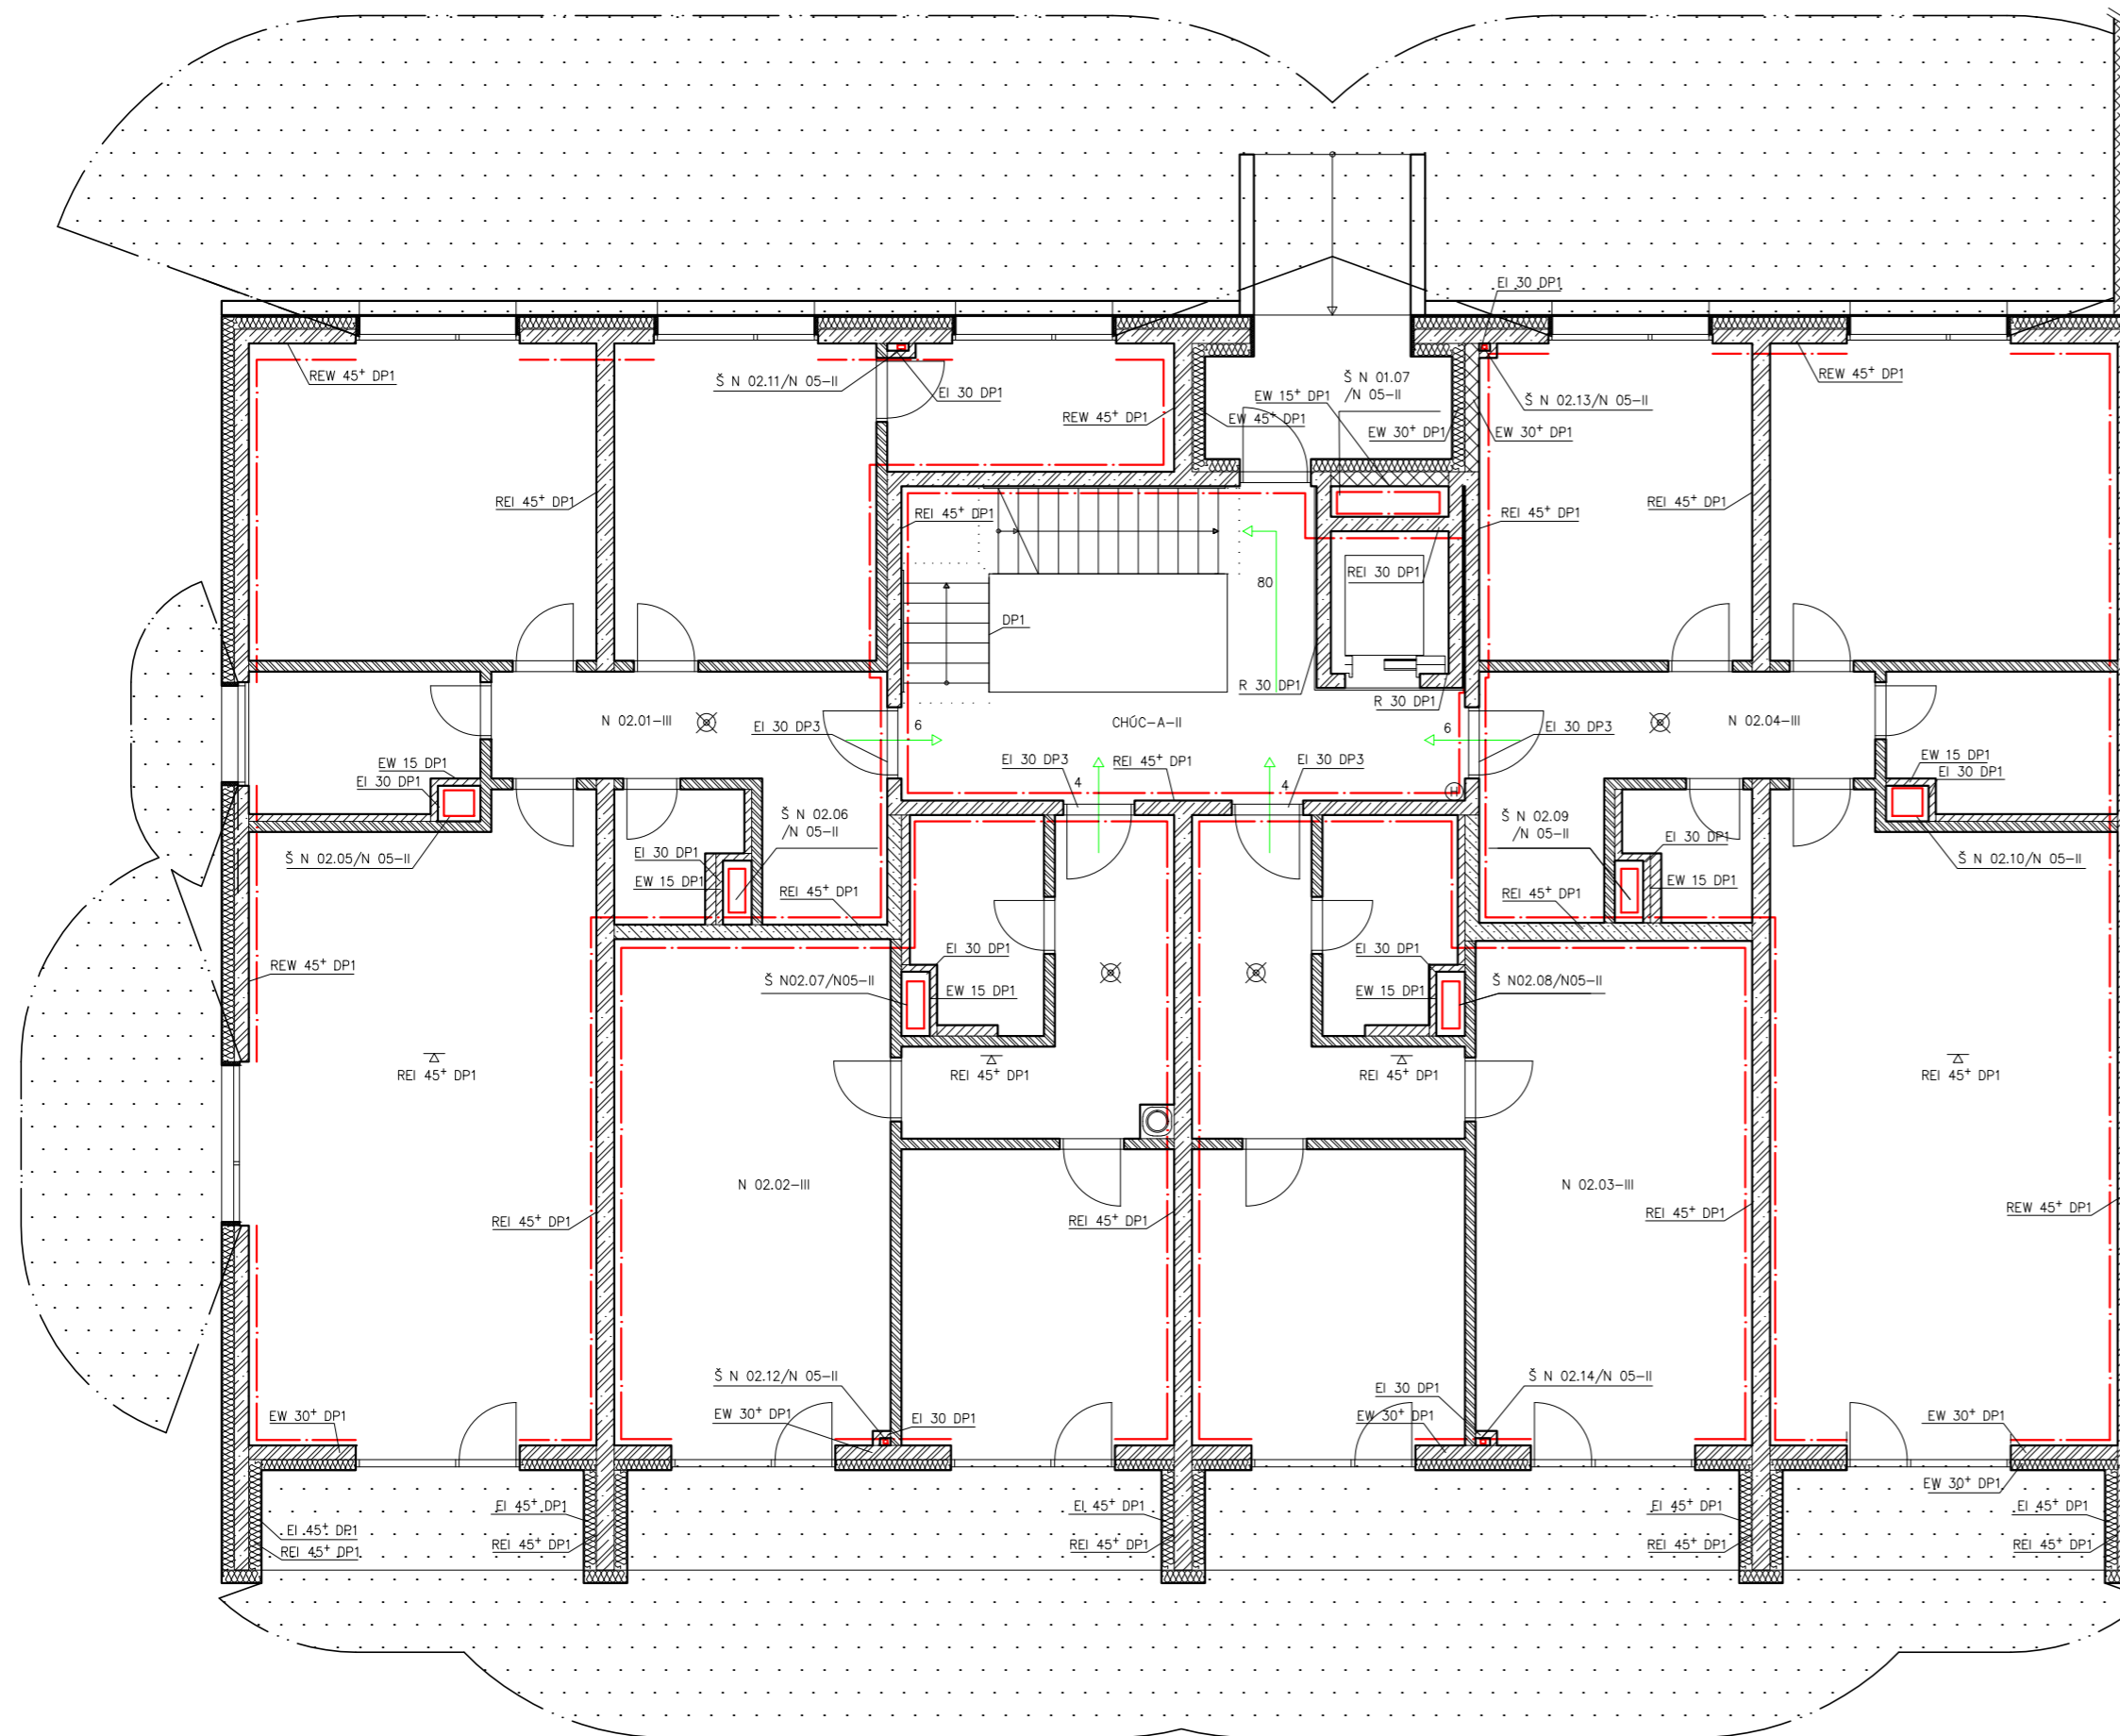 EI 30 DP1
REW 45+ DP1
Š N 02.11/N 05-II
EI 30 DP1
REW 45+ DP1
EW 45+ DP1
EW 15+ DP1
Š N 01.07
/N 05-II
EW 30+ DP1
EW 30+ DP1
Š N 02.13/N 05-II
REW 45+ DP1
REI 45+ DP1
REI 45+ DP1
REI 45+ DP1
REI 45+ DP1
80
REI 30 DP1
DP1
R 30 DP1
R 30 DP1
N 02.01-III
EI 30 DP3
6
CHÚC-A-II
6
EI 30 DP3
N 02.04-III
EW 15 DP1
EI 30 DP1
EI 30 DP3
4
REI 45+ DP1
4
EI 30 DP3
H
EW 15 DP1
EI 30 DP1
Š N 02.05/N 05-II
Š N 02.06
/N 05-II
EI 30 DP1
EW 15 DP1
REI 45+ DP1
Š N 02.09
/N 05-II
EI 30 DP1
EW 15 DP1
REI 45+ DP1
Š N 02.10/N 05-II
REW 45+ DP1
Š N02.07/N05-II
EI 30 DP1
EW 15 DP1
EI 30 DP1
EW 15 DP1
Š N02.08/N05-II
REI 45+ DP1
REI 45+ DP1
REI 45+ DP1
REI 45+ DP1
N 02.02-III
N 02.03-III
REI 45+ DP1
REI 45+ DP1
REI 45+ DP1
REW 45+ DP1
Š N 02.12/N 05-II
EW 30+ DP1
EI 30 DP1
EI 30 DP1
EW 30+ DP1
Š N 02.14/N 05-II
EW 30+ DP1
EW 30+ DP1
EW 30+ DP1
EI 45+ DP1
REI 45+ DP1
EI 45+ DP1
REI 45+ DP1
EI 45+ DP1
REI 45+ DP1
EI 45+ DP1
REI 45+ DP1
EI 45+ DP1
REI 45+ DP1